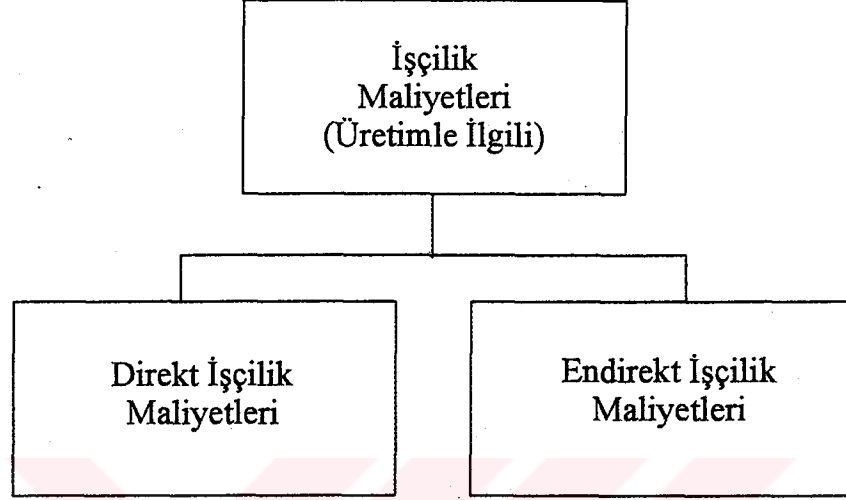 İşçilik
Maliyetleri
(Üretimle İlgili)
Direkt İşçilik
Maliyetleri
Endirekt İşçilik
Maliyetleri